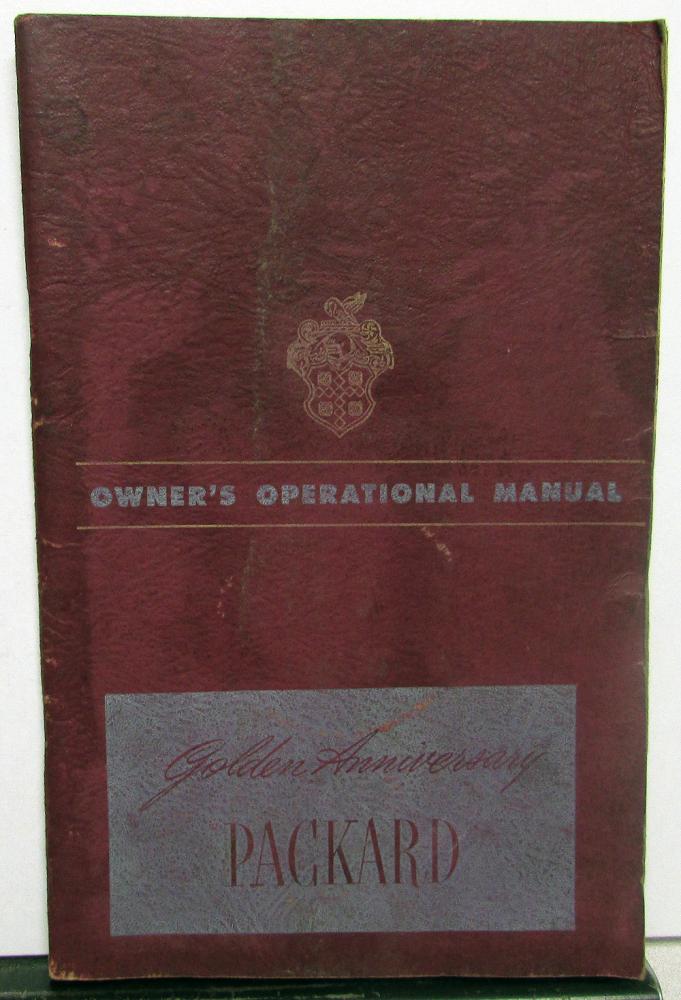 OWNER'S OPERATIONAL MANUAL
Golden Anniversary
PACKARD